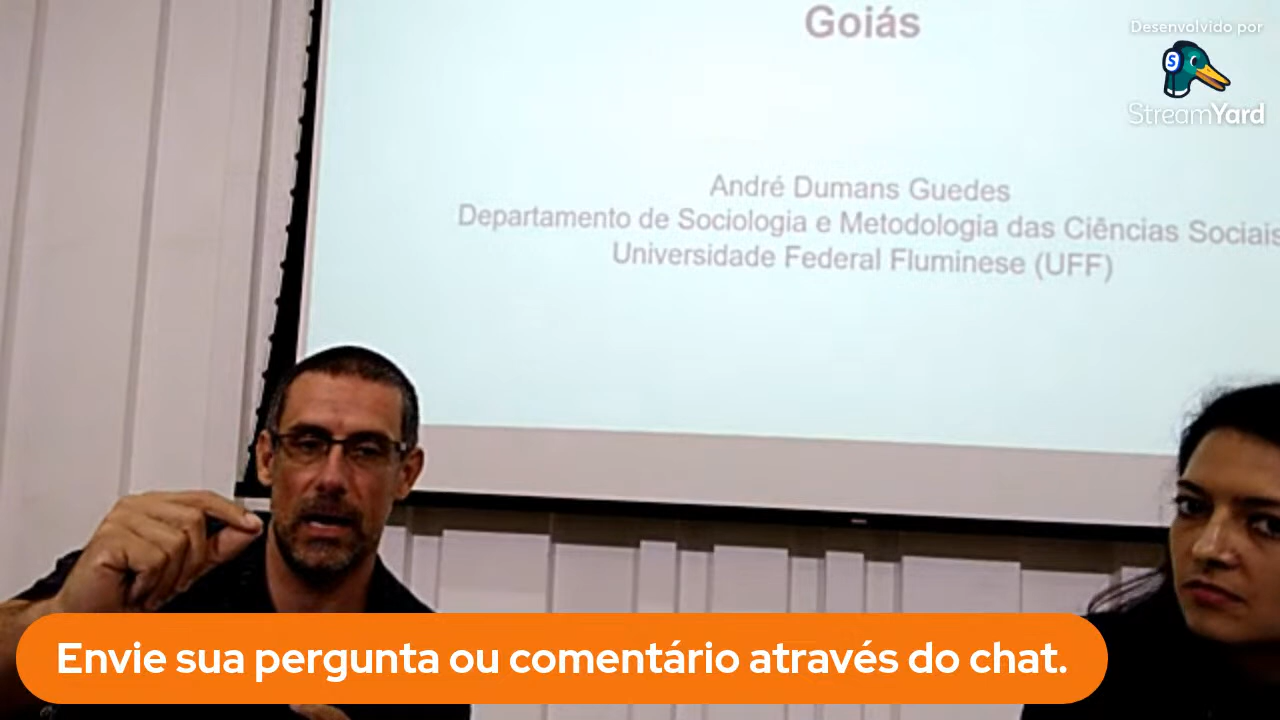 Goiás
Desenvolvido por
S
StreamYard
André Dumans Guedes
Departamento de Sociologia e Metodologia das Ciências Sociais
Universidade Federal Fluminese (UFF)
Envie sua pergunta ou comentário através do chat.